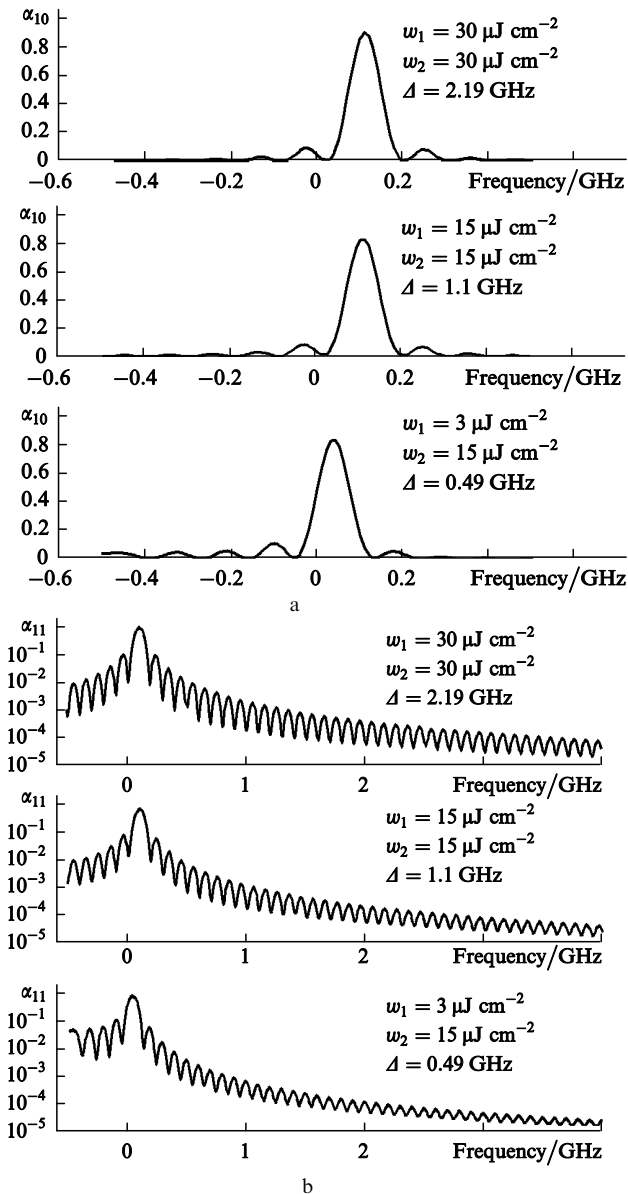 α₁₀
w₁ = 30 μJ cm⁻²
w₂ = 30 μJ cm⁻²
Δ = 2.19 GHz
0.8
0.6
0.4
0.2
0
−0.6 −0.4 −0.2 0 0.2 Frequency/GHz
α₁₀
w₁ = 15 μJ cm⁻²
w₂ = 15 μJ cm⁻²
Δ = 1.1 GHz
0.8
0.6
0.4
0.2
0
−0.6 −0.4 −0.2 0 0.2 Frequency/GHz
α₁₀
w₁ = 3 μJ cm⁻²
w₂ = 15 μJ cm⁻²
Δ = 0.49 GHz
0.8
0.6
0.4
0.2
0
−0.6 −0.4 −0.2 0 0.2 Frequency/GHz
a
α₁₁
w₁ = 30 μJ cm⁻²
w₂ = 30 μJ cm⁻²
Δ = 2.19 GHz
10⁻¹
10⁻²
10⁻³
10⁻⁴
10⁻⁵
0 1 2 Frequency/GHz
α₁₁
w₁ = 15 μJ cm⁻²
w₂ = 15 μJ cm⁻²
Δ = 1.1 GHz
10⁻¹
10⁻²
10⁻³
10⁻⁴
10⁻⁵
0 1 2 Frequency/GHz
α₁₁
w₁ = 3 μJ cm⁻²
w₂ = 15 μJ cm⁻²
Δ = 0.49 GHz
10⁻¹
10⁻²
10⁻³
10⁻⁴
10⁻⁵
0 1 2 Frequency/GHz
b